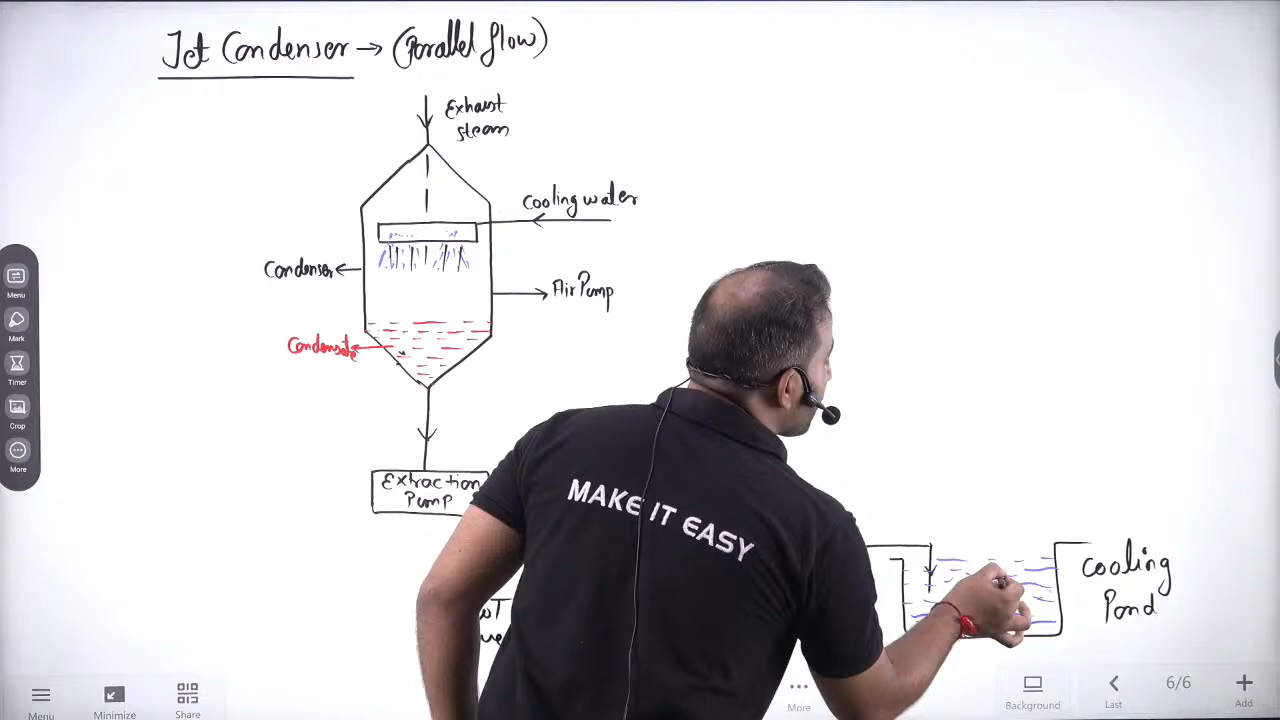 Jet Condenser → (Parallel flow)
Exhaust
steam
Cooling water
Condenser
Air Pump
Condensate
Extraction
Pump
MAKE IT EASY
Cooling
Pond
Menu
Mark
Timer
Crop
More
Menu
Minimize
Share
More
Background
Last
6/6
Add